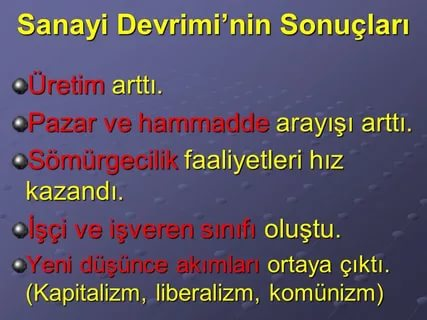 Sanayi Devrimi’nin Sonuçları
Üretim arttı.
Pazar ve hammadde arayışı arttı.
Sömürgecilik faaliyetleri hız
kazandı.
İşçi ve işveren sınıfı oluştu.
Yeni düşünce akımları ortaya çıktı.
(Kapitalizm, liberalizm, komünizm)